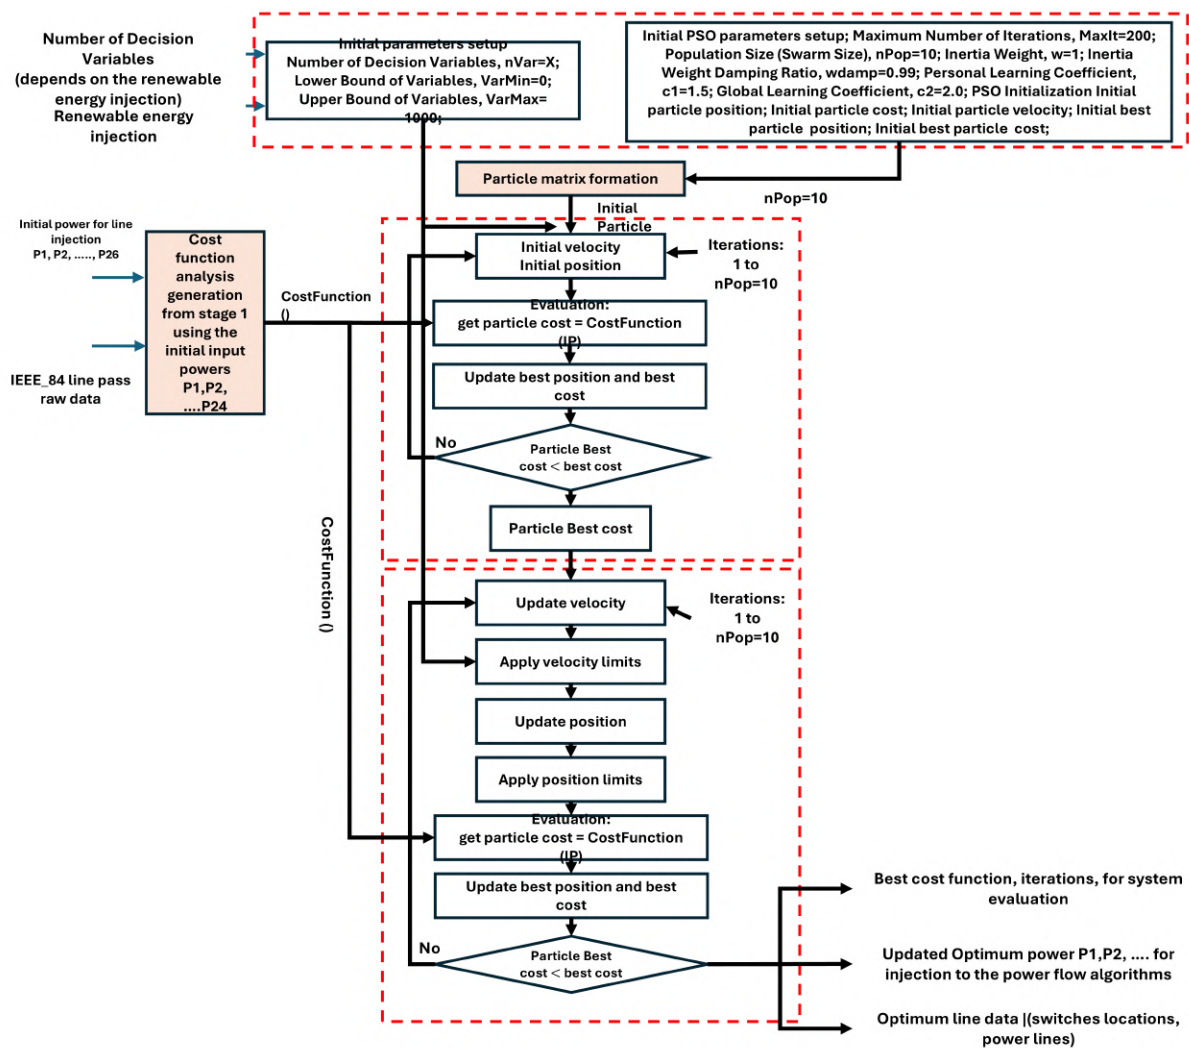 Number of Decision
Variables
(depends on the renewable
energy injection)
Renewable energy
injection
Initial parameters setup
Number of Decision Variables, nVar=X;
Lower Bound of Variables, VarMin=0;
Upper Bound of Variables, VarMax=
1000;
Initial PSO parameters setup; Maximum Number of Iterations, MaxIt=200;
Population Size (Swarm Size), nPop=10; Inertia Weight, w=1; Inertia
Weight Damping Ratio, wdamp=0.99; Personal Learning Coefficient,
c1=1.5; Global Learning Coefficient, c2=2.0; PSO Initialization Initial
particle position; Initial particle cost; Initial particle velocity; Initial best
particle position; Initial best particle cost;
Particle matrix formation
nPop=10
Initial
Particle
Initial power for line
injection
P1, P2, ....., P26
IEEE_84 line pass
raw data
Cost
function
analysis
generation
from stage 1
using the
initial input
powers
P1,P2,
....P24
CostFunction
()
CostFunction ()
Initial velocity
Initial position
Iterations:
1 to
nPop=10
Evaluation:
get particle cost = CostFunction
(IP)
Update best position and best
cost
No
Particle Best
cost < best cost
Particle Best cost
Update velocity
Iterations:
1 to
nPop=10
Apply velocity limits
Update position
Apply position limits
Evaluation:
get particle cost = CostFunction
(IP)
Update best position and best
cost
No
Particle Best
cost < best cost
Best cost function, iterations, for system
evaluation
Updated Optimum power P1,P2, .... for
injection to the power flow algorithms
Optimum line data |(switches locations,
power lines)